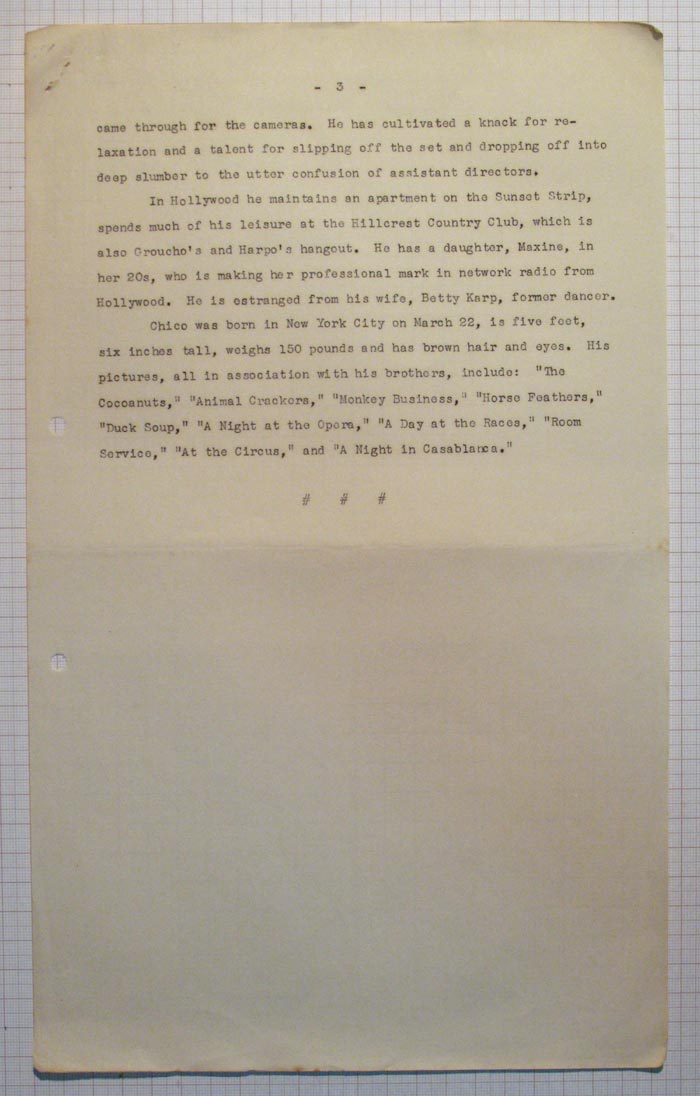 - 3 -
came through for the cameras. He has cultivated a knack for re-
laxation and a talent for slipping off the set and dropping off into
deep slumber to the utter confusion of assistant directors.
In Hollywood he maintains an apartment on the Sunset Strip,
spends much of his leisure at the Hillcrest Country Club, which is
also Groucho's and Harpo's hangout. He has a daughter, Maxine, in
her 20s, who is making her professional mark in network radio from
Hollywood. He is estranged from his wife, Betty Karp, former dancer.
Chico was born in New York City on March 22, is five feet,
six inches tall, weighs 150 pounds and has brown hair and eyes. His
pictures, all in association with his brothers, include: "The
Cocoanuts," "Animal Crackers," "Monkey Business," "Horse Feathers,"
"Duck Soup," "A Night at the Opera," "A Day at the Races," "Room
Service," "At the Circus," and "A Night in Casablanca."
# # #